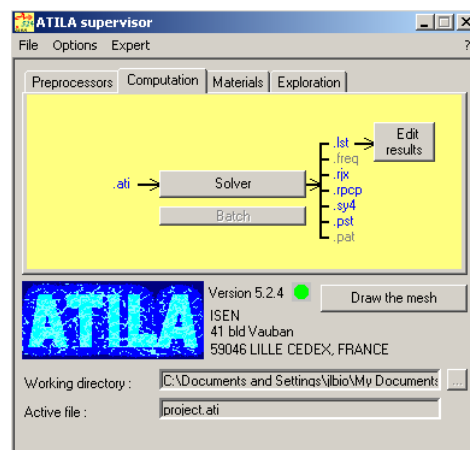 ATILA supervisor
File Options Expert ?
Preprocessors Computation Materials Exploration
.ati Solver
Batch
.lst
.freq
.rjx
.rpcp
.sy4
.pst
.pat
Edit
results
ATILA
Version 5.2.4
Draw the mesh
ISEN
41 bld Vauban
59046 LILLE CEDEX, FRANCE
Working directory : C:\Documents and Settings\jlbio\My Documents ...
Active file : project.ati